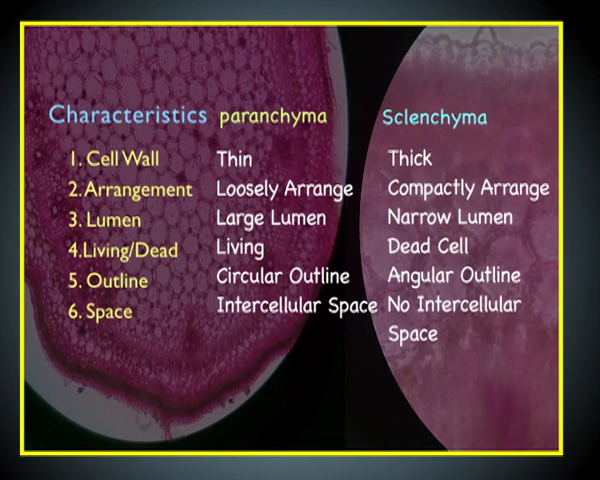 Characteristics paranchyma Sclenchyma
1. Cell Wall Thin Thick
2. Arrangement Loosely Arrange Compactly Arrange
3. Lumen Large Lumen Narrow Lumen
4.Living/Dead Living Dead Cell
5. Outline Circular Outline Angular Outline
6. Space Intercellular Space No Intercellular
Space